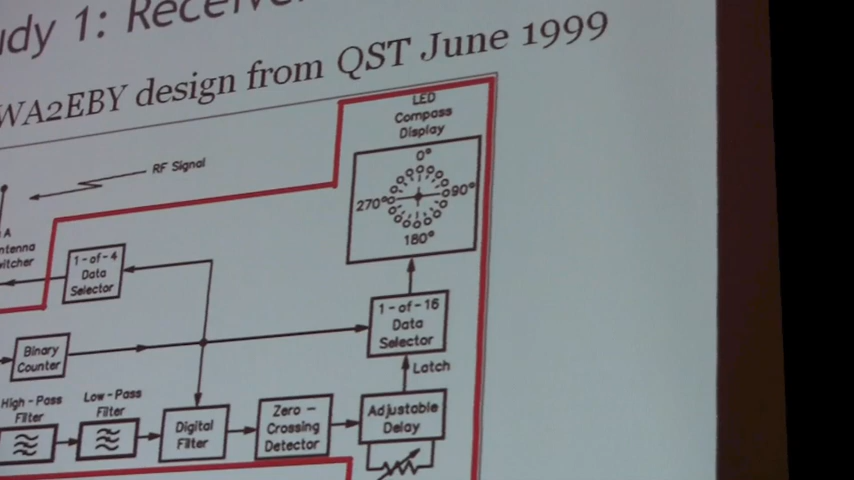 udy 1: Receive
WA2EBY design from QST June 1999
LED
Compass
Display
RF Signal
0°
270°
90°
180°
A
ntenna
witcher
1-of-4
Data
Selector
1-of-16
Data
Selector
Binary
Counter
Latch
High-Pass
Filter
Low-Pass
Filter
Digital
Filter
Zero-
Crossing
Detector
Adjustable
Delay